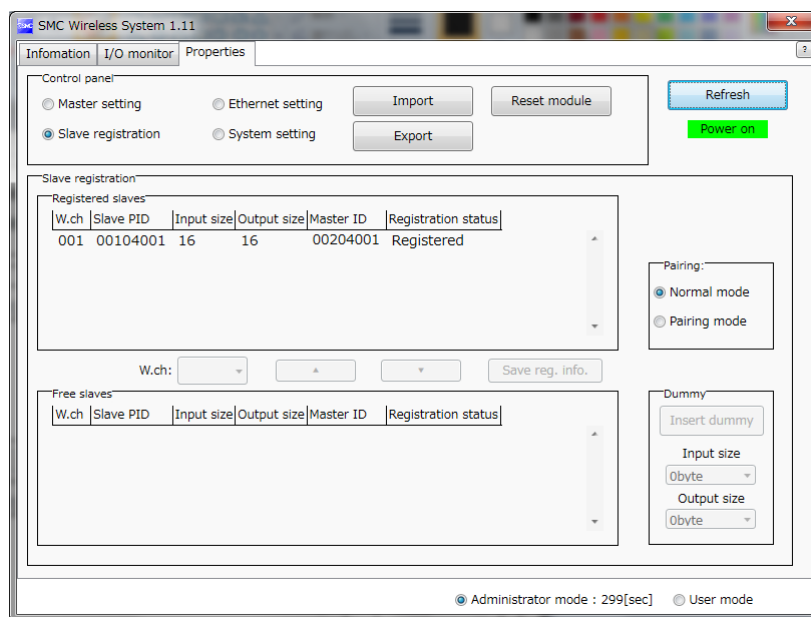 SMC SMC Wireless System 1.11
x
Infomation I/O monitor Properties
?
Control panel
Master setting Ethernet setting Import Reset module Refresh
Slave registration System setting Export Power on
Slave registration
Registered slaves
W.ch Slave PID Input size Output size Master ID Registration status
001 00104001 16 16 00204001 Registered
Pairing:
Normal mode
Pairing mode
W.ch: Save reg. info.
Free slaves
W.ch Slave PID Input size Output size Master ID Registration status
Dummy
Insert dummy
Input size
0byte
Output size
0byte
Administrator mode : 299[sec] User mode